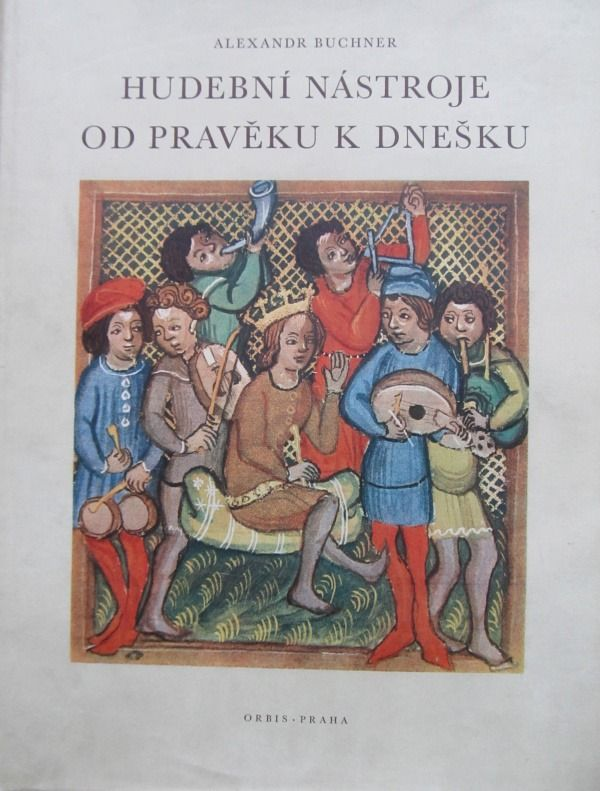 ALEXANDR BUCHNER
HUDEBNÍ NÁSTROJE
OD PRAVĚKU K DNEŠKU
ORBIS · PRAHA